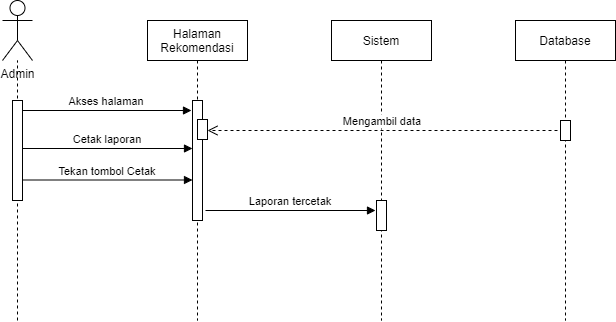 Halaman
Rekomendasi
Sistem
Database
Admin
Akses halaman
Mengambil data
Cetak laporan
Tekan tombol Cetak
Laporan tercetak